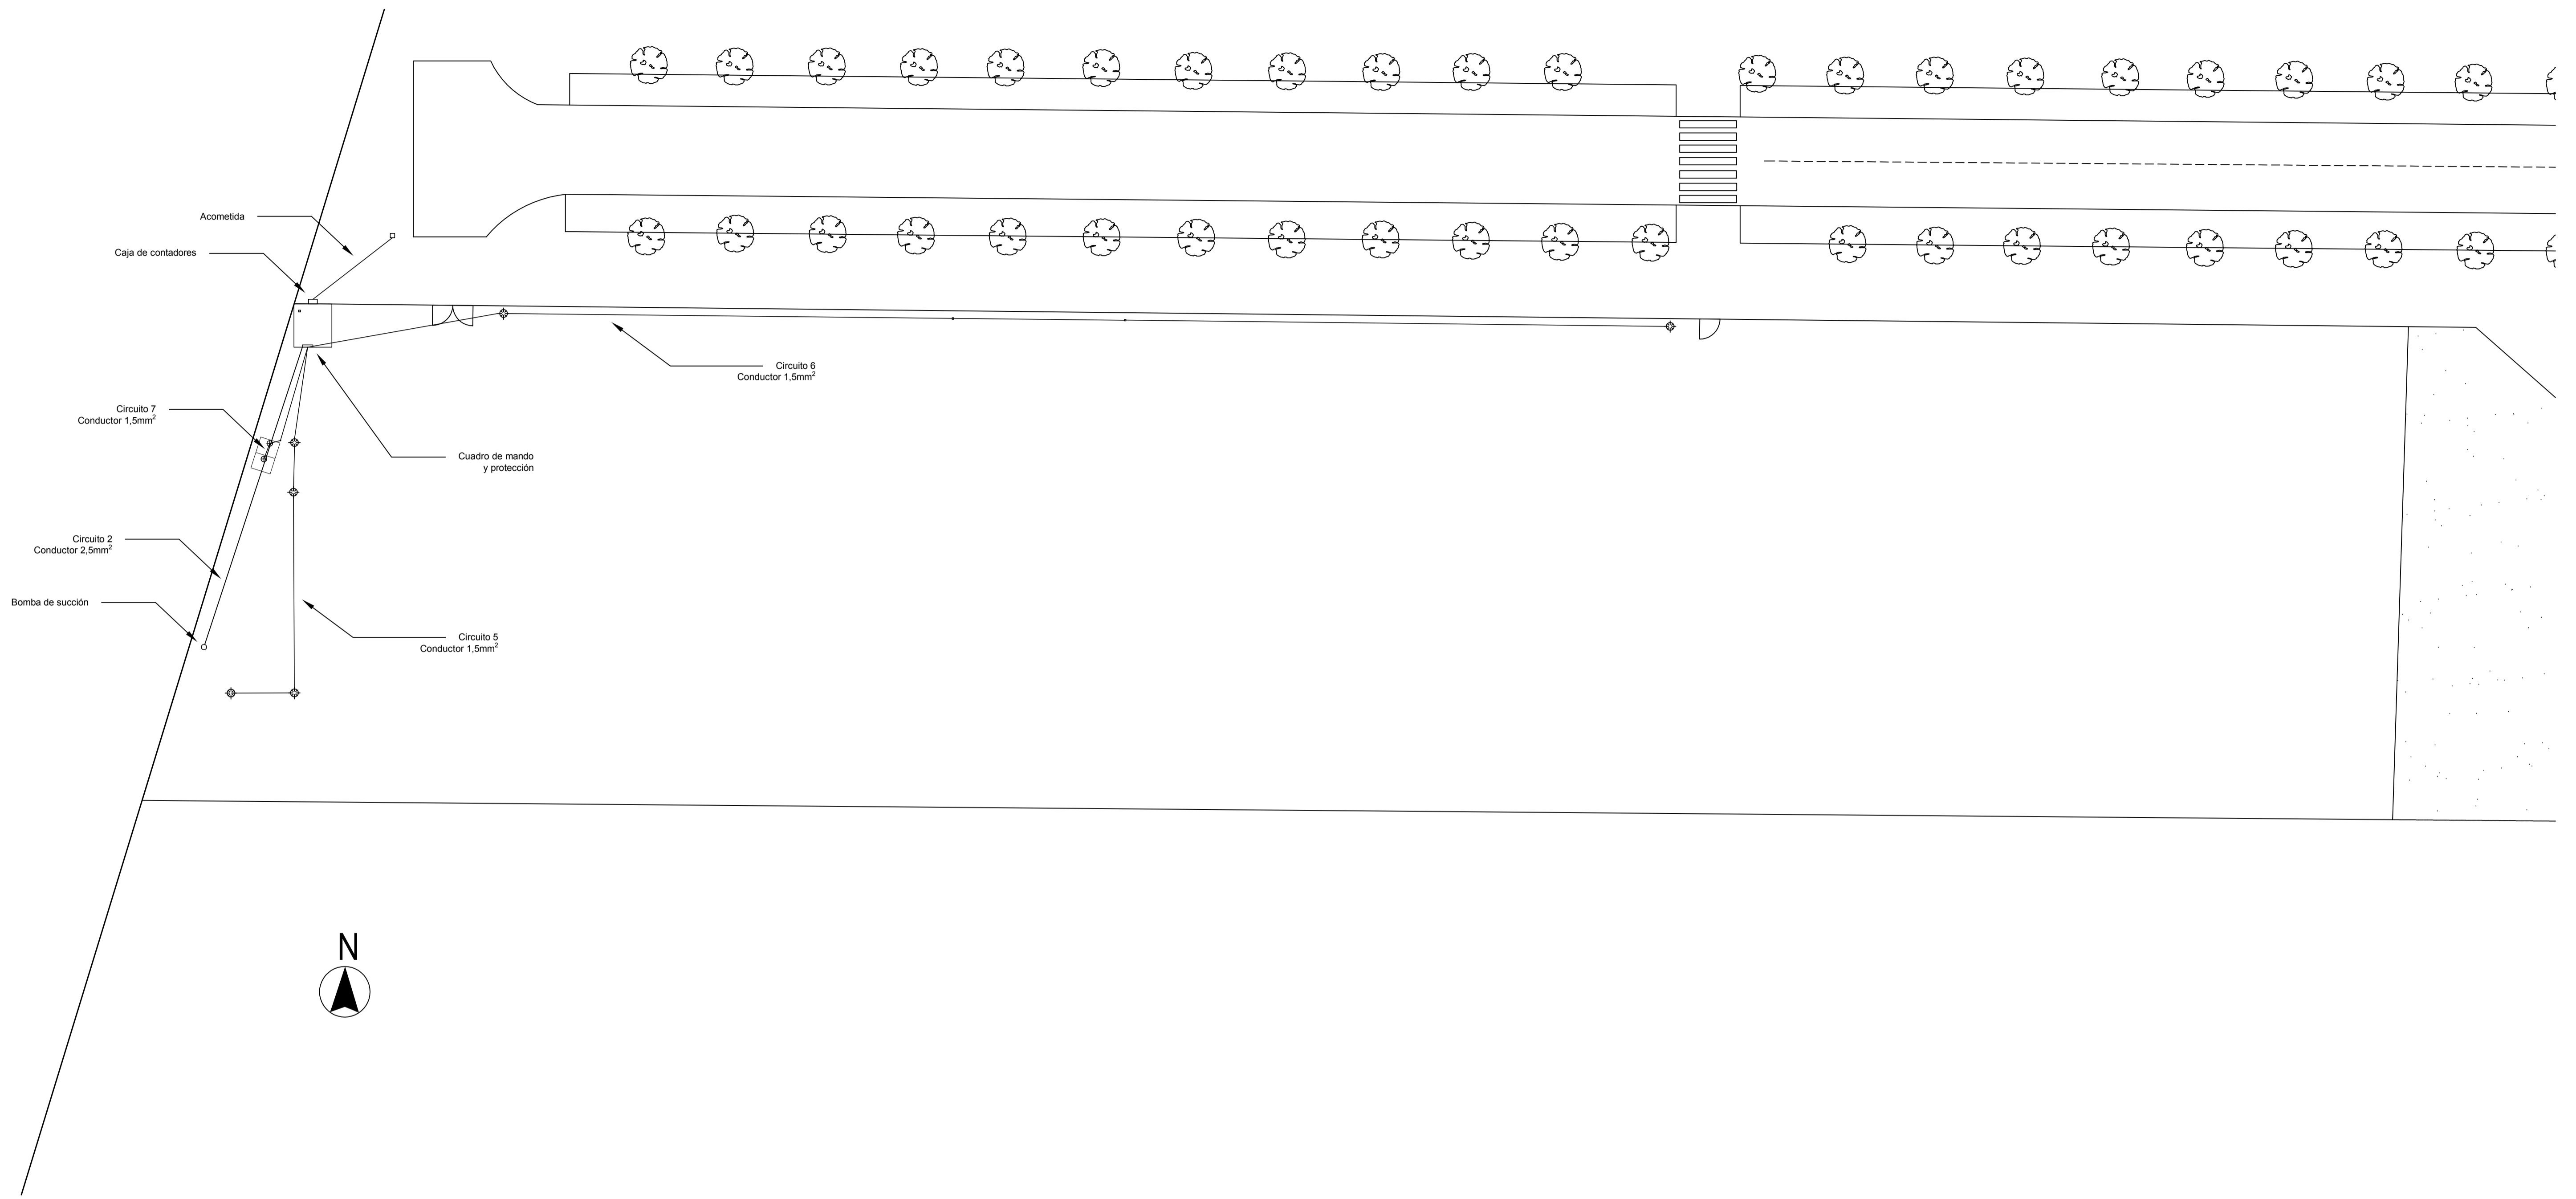 Acometida
Caja de contadores
Circuito 6
Conductor 1,5mm²
Circuito 7
Conductor 1,5mm²
Cuadro de mando
y protección
Circuito 2
Conductor 2,5mm²
Bomba de succión
Circuito 5
Conductor 1,5mm²
N